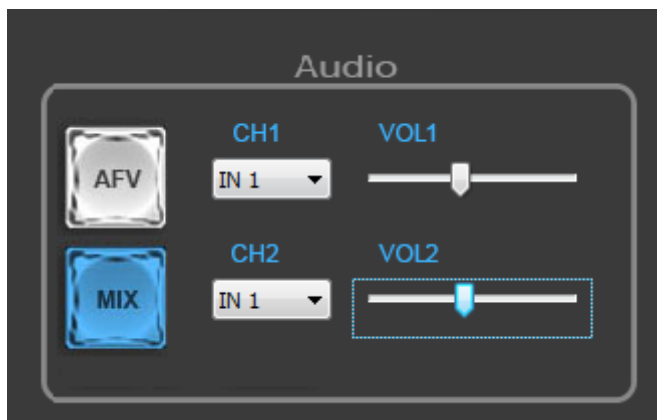 Audio
CH1 VOL1
AFV IN 1
CH2 VOL2
MIX IN 1